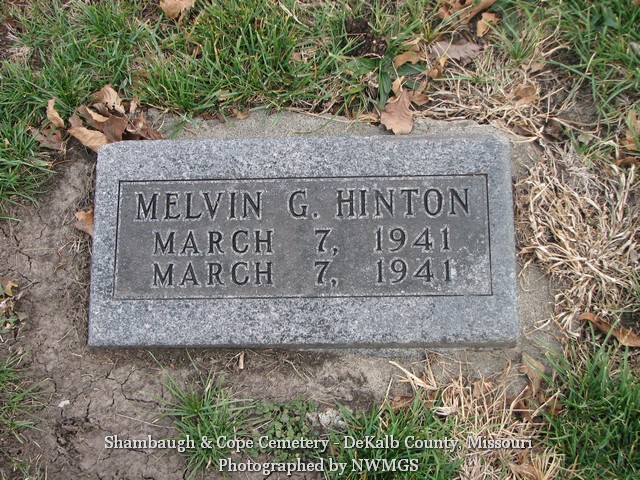 MELVIN G. HINTON
MARCH 7, 1941
MARCH 7, 1941
Shambaugh & Cope Cemetery - DeKalb County, Missouri
Photographed by NWMGS